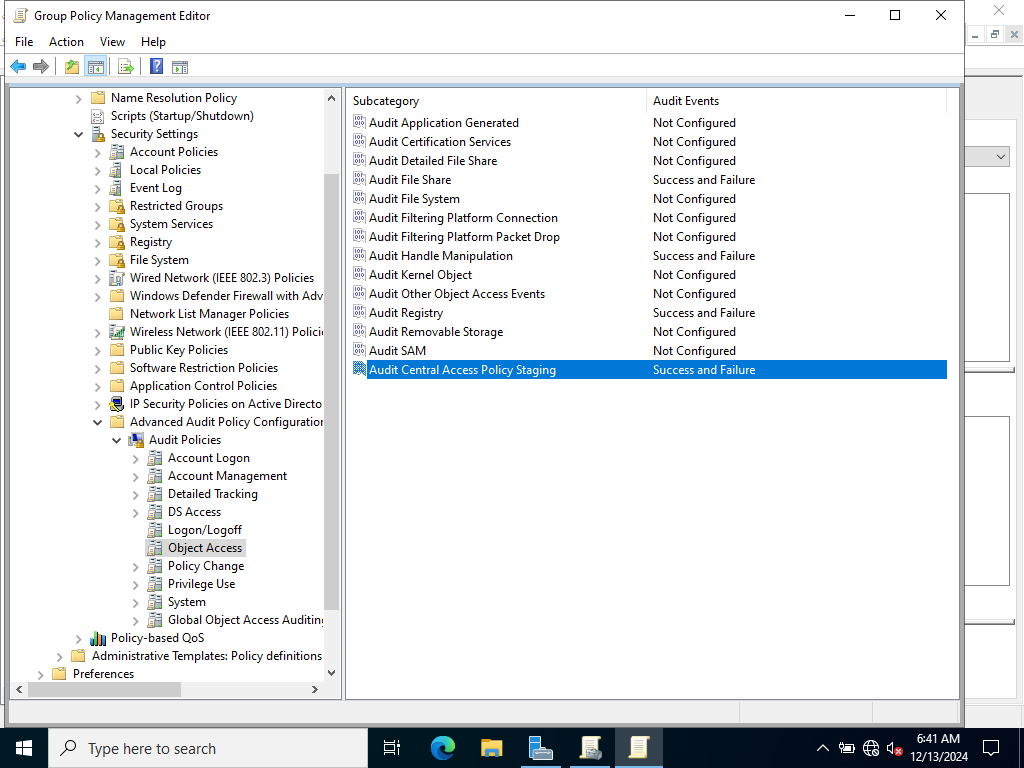 Group Policy Management Editor
File Action View Help
Name Resolution Policy
Scripts (Startup/Shutdown)
Security Settings
Account Policies
Local Policies
Event Log
Restricted Groups
System Services
Registry
File System
Wired Network (IEEE 802.3) Policies
Windows Defender Firewall with Adv
Network List Manager Policies
Wireless Network (IEEE 802.11) Policie
Public Key Policies
Software Restriction Policies
Application Control Policies
IP Security Policies on Active Directo
Advanced Audit Policy Configuration
Audit Policies
Account Logon
Account Management
Detailed Tracking
DS Access
Logon/Logoff
Object Access
Policy Change
Privilege Use
System
Global Object Access Auditing
Policy-based QoS
Administrative Templates: Policy definitions
Preferences
Subcategory Audit Events
Audit Application Generated Not Configured
Audit Certification Services Not Configured
Audit Detailed File Share Not Configured
Audit File Share Success and Failure
Audit File System Not Configured
Audit Filtering Platform Connection Not Configured
Audit Filtering Platform Packet Drop Not Configured
Audit Handle Manipulation Success and Failure
Audit Kernel Object Not Configured
Audit Other Object Access Events Not Configured
Audit Registry Success and Failure
Audit Removable Storage Not Configured
Audit SAM Not Configured
Audit Central Access Policy Staging Success and Failure
Type here to search
6:41 AM
12/13/2024